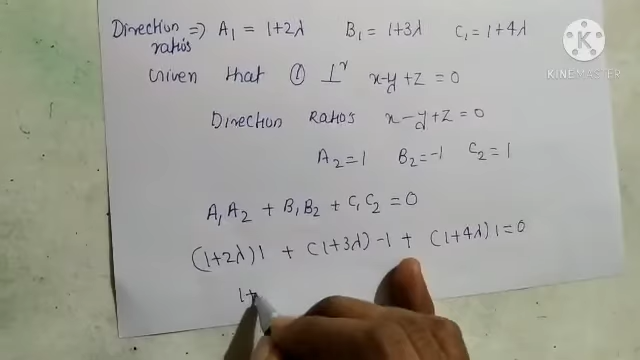 Direction ratios => A₁ = 1+2λ B₁ = 1+3λ C₁ = 1+4λ
Given that ① ⊥ʳ x-y+z = 0
Direction Ratios x-y+z=0
A₂=1 B₂=-1 C₂=1
A₁A₂ + B₁B₂ + C₁C₂ = 0
(1+2λ)1 + (1+3λ)-1 + (1+4λ)1=0
1+
KINEMASTER